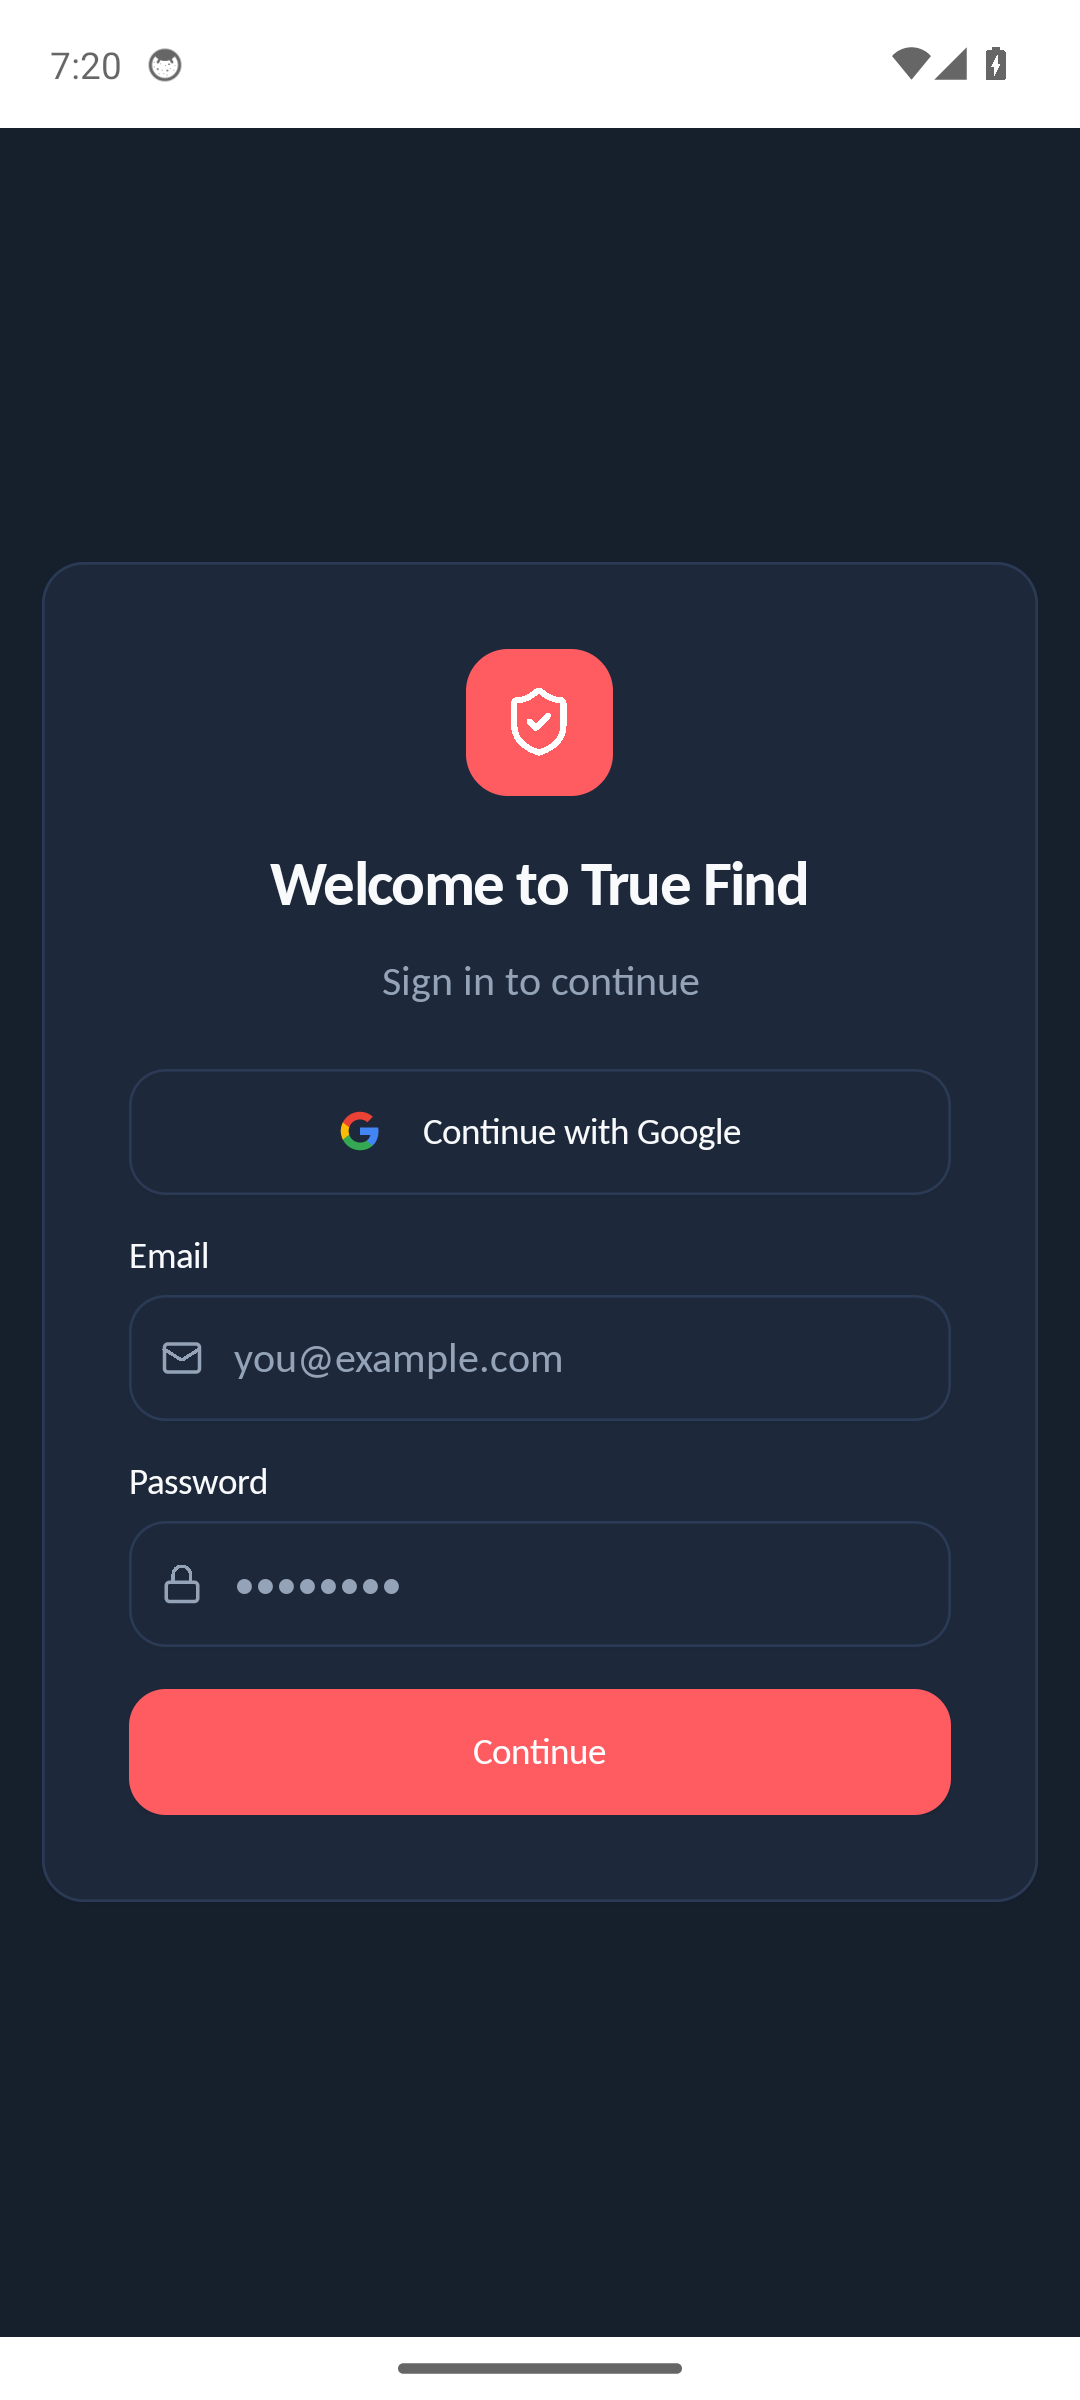 7:20
Welcome to True Find
Sign in to continue
Continue with Google
Email
you@example.com
Password
••••••••
Continue